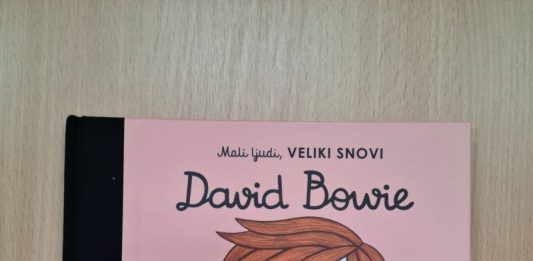 Mali ljudi, VELIKI SNOVI
David Bowie